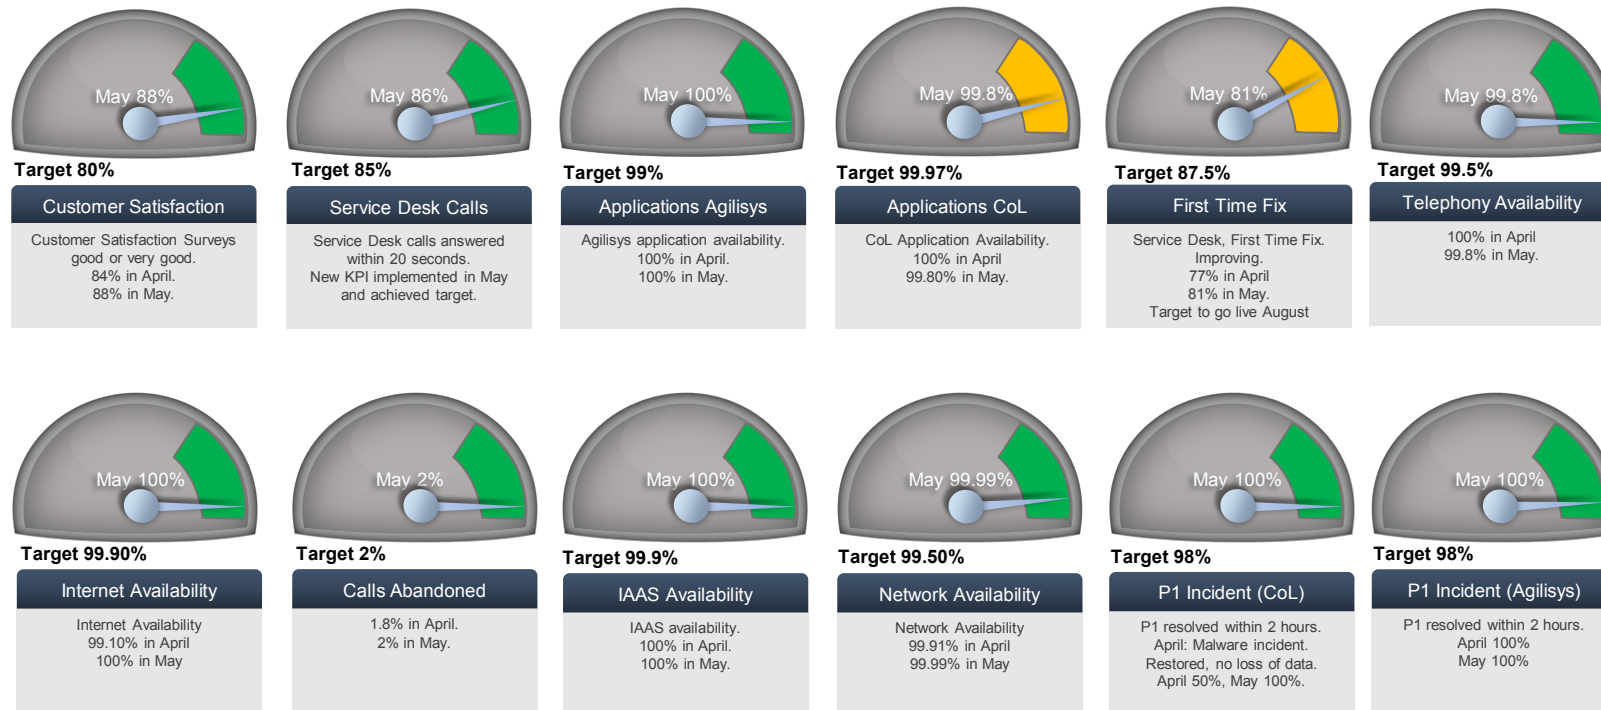 May 88%
Target 80%
Customer Satisfaction
Customer Satisfaction Surveys
good or very good.
84% in April.
88% in May.
May 86%
Target 85%
Service Desk Calls
Service Desk calls answered
within 20 seconds.
New KPI implemented in May
and achieved target.
May 100%
Target 99%
Applications Agilisys
Agilisys application availability.
100% in April.
100% in May.
May 99.8%
Target 99.97%
Applications CoL
CoL Application Availability.
100% in April
99.80% in May.
May 81%
Target 87.5%
First Time Fix
Service Desk, First Time Fix.
Improving.
77% in April
81% in May.
Target to go live August
May 99.8%
Target 99.5%
Telephony Availability
100% in April
99.8% in May.
May 100%
Target 99.90%
Internet Availability
Internet Availability
99.10% in April
100% in May
May 2%
Target 2%
Calls Abandoned
1.8% in April.
2% in May.
May 100%
Target 99.9%
IAAS Availability
IAAS availability.
100% in April.
100% in May.
May 99.99%
Target 99.50%
Network Availability
Network Availability
99.91% in April
99.99% in May
May 100%
Target 98%
P1 Incident (CoL)
P1 resolved within 2 hours.
April: Malware incident.
Restored, no loss of data.
April 50%, May 100%.
May 100%
Target 98%
P1 Incident (Agilisys)
P1 resolved within 2 hours.
April 100%
May 100%